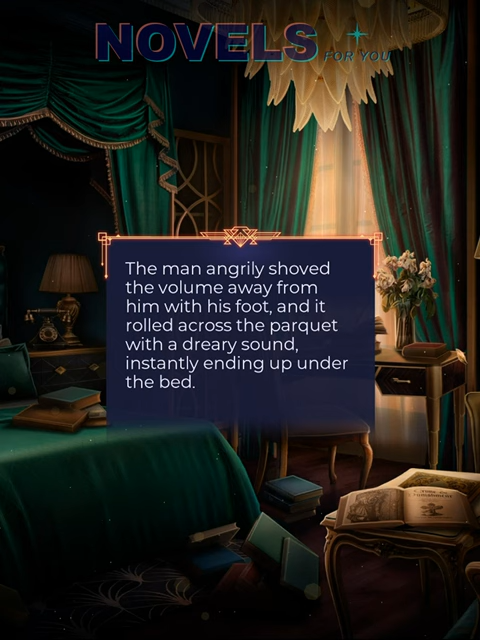 NOVELS
FOR YOU
The man angrily shoved
the volume away from
him with his foot, and it
rolled across the parquet
with a dreary sound,
instantly ending up under
the bed.